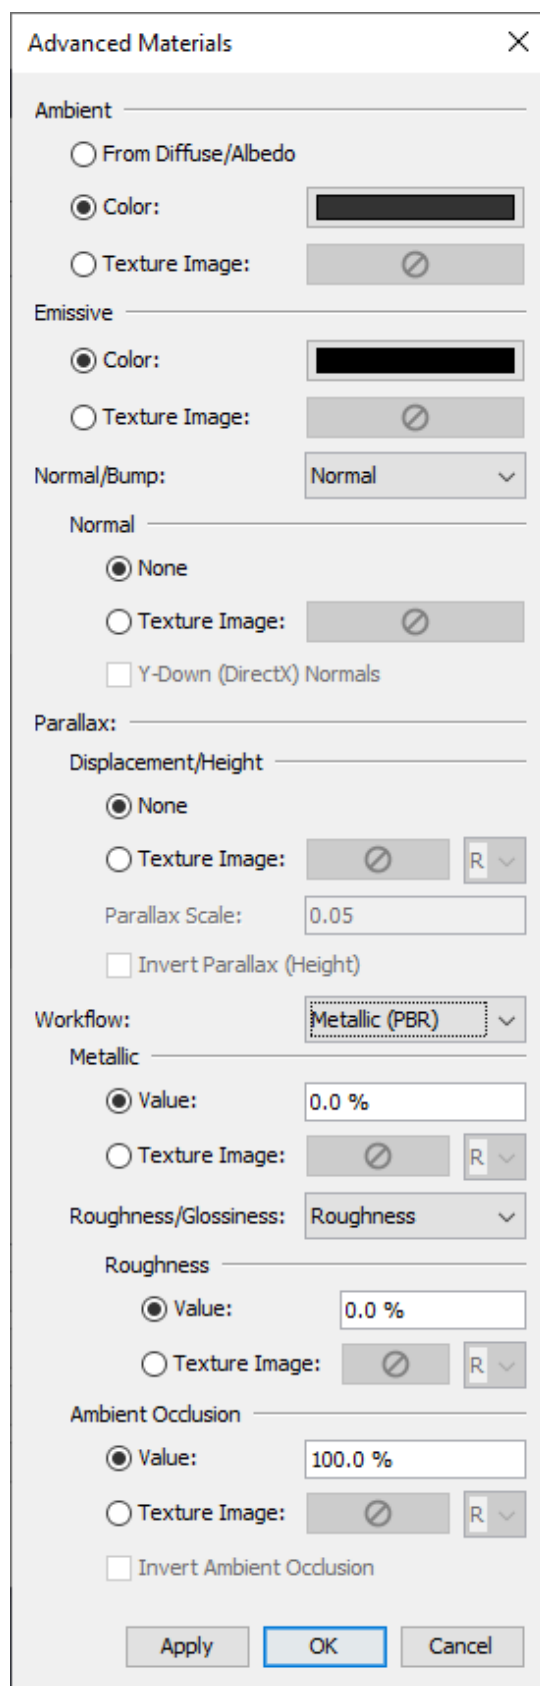 Advanced Materials
Ambient
From Diffuse/Albedo
Color:
Texture Image:
Emissive
Color:
Texture Image:
Normal/Bump: Normal
Normal
None
Texture Image:
Y-Down (DirectX) Normals
Parallax:
Displacement/Height
None
Texture Image: R
Parallax Scale: 0.05
Invert Parallax (Height)
Workflow: Metallic (PBR)
Metallic
Value: 0.0 %
Texture Image: R
Roughness/Glossiness: Roughness
Roughness
Value: 0.0 %
Texture Image: R
Ambient Occlusion
Value: 100.0 %
Texture Image: R
Invert Ambient Occlusion
Apply OK Cancel